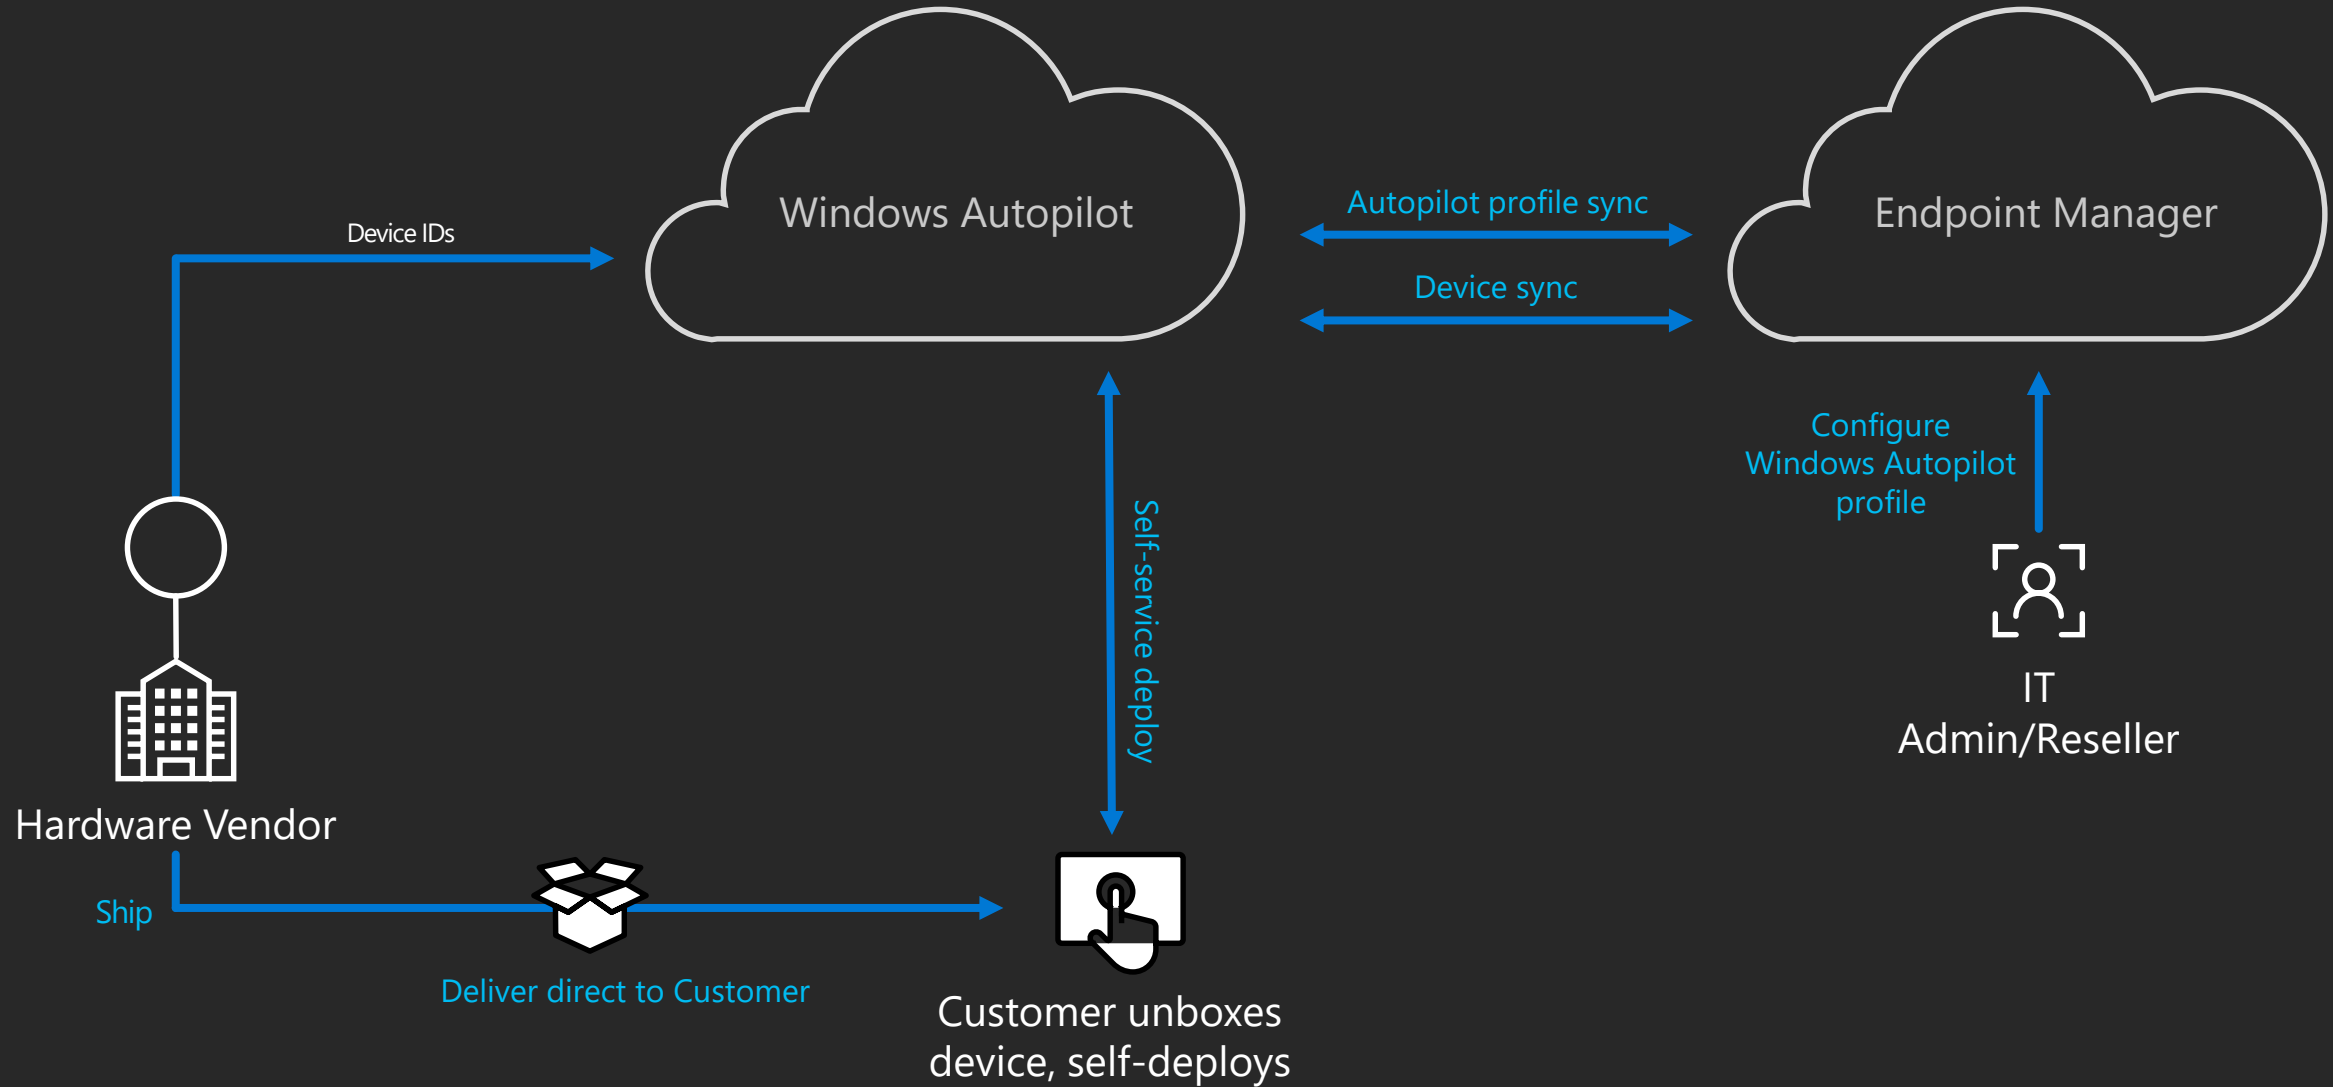 Windows Autopilot
Autopilot profile sync
Endpoint Manager
Device IDs
Device sync
Configure
Windows Autopilot
profile
Self-service deploy
IT
Admin/Reseller
Hardware Vendor
Ship
Deliver direct to Customer
Customer unboxes
device, self-deploys